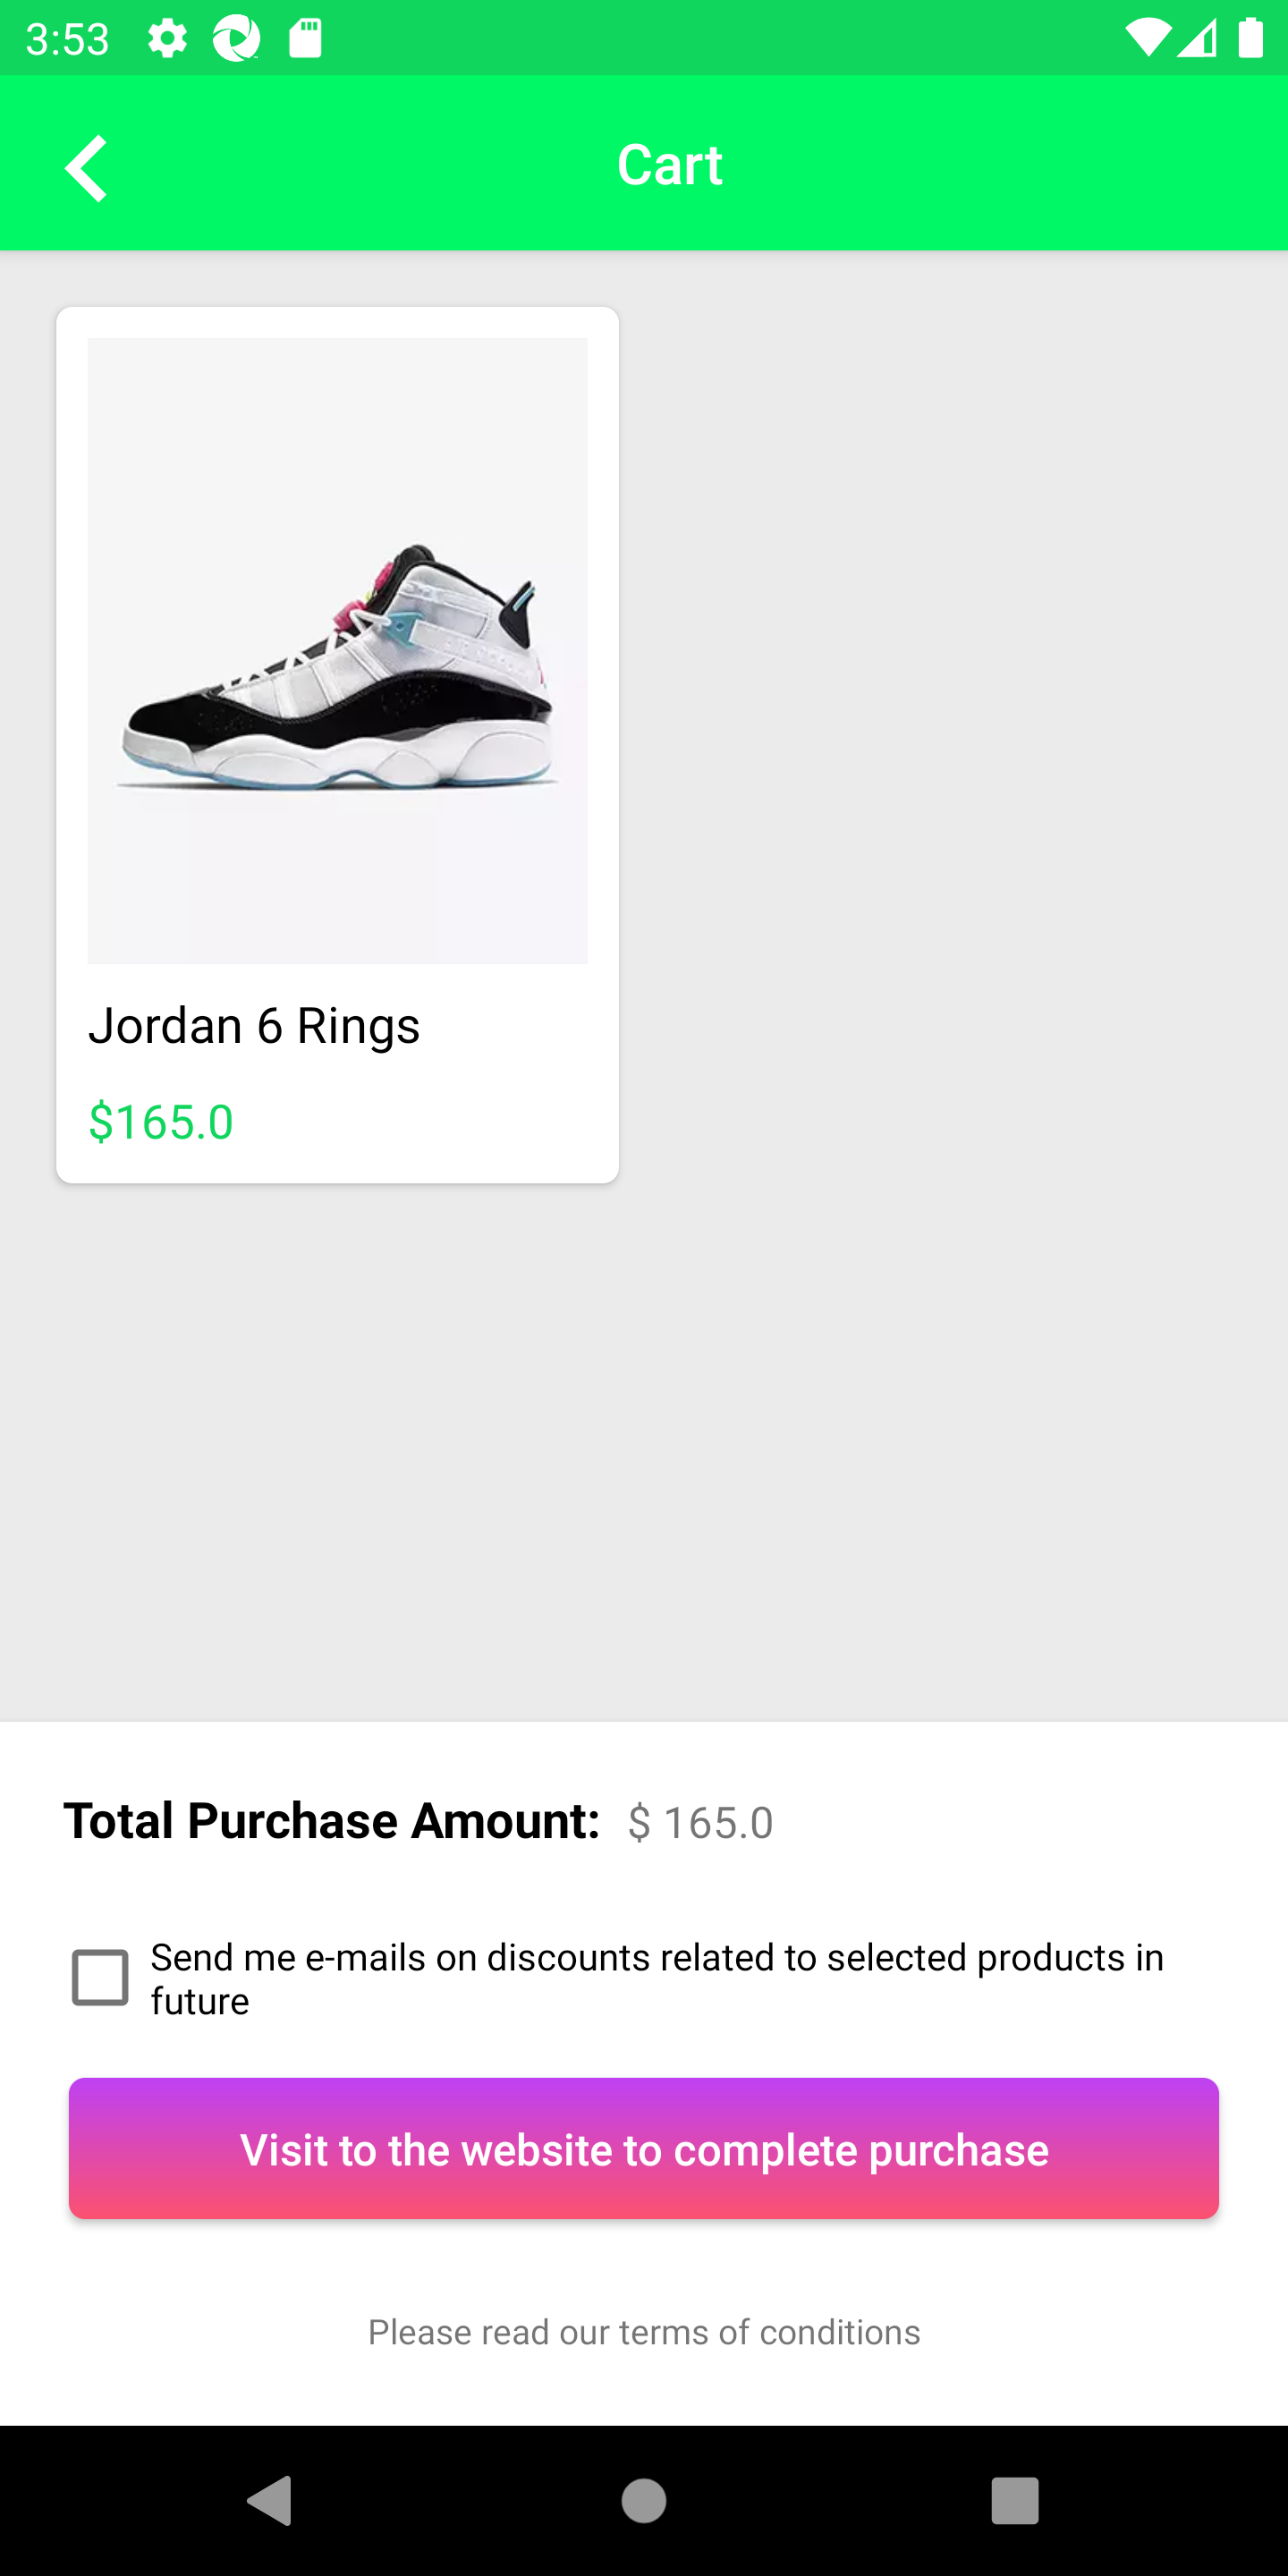 3:53
Cart
Jordan 6 Rings
$165.0
Total Purchase Amount: $ 165.0
Send me e-mails on discounts related to selected products in
future
Visit to the website to complete purchase
Please read our terms of conditions